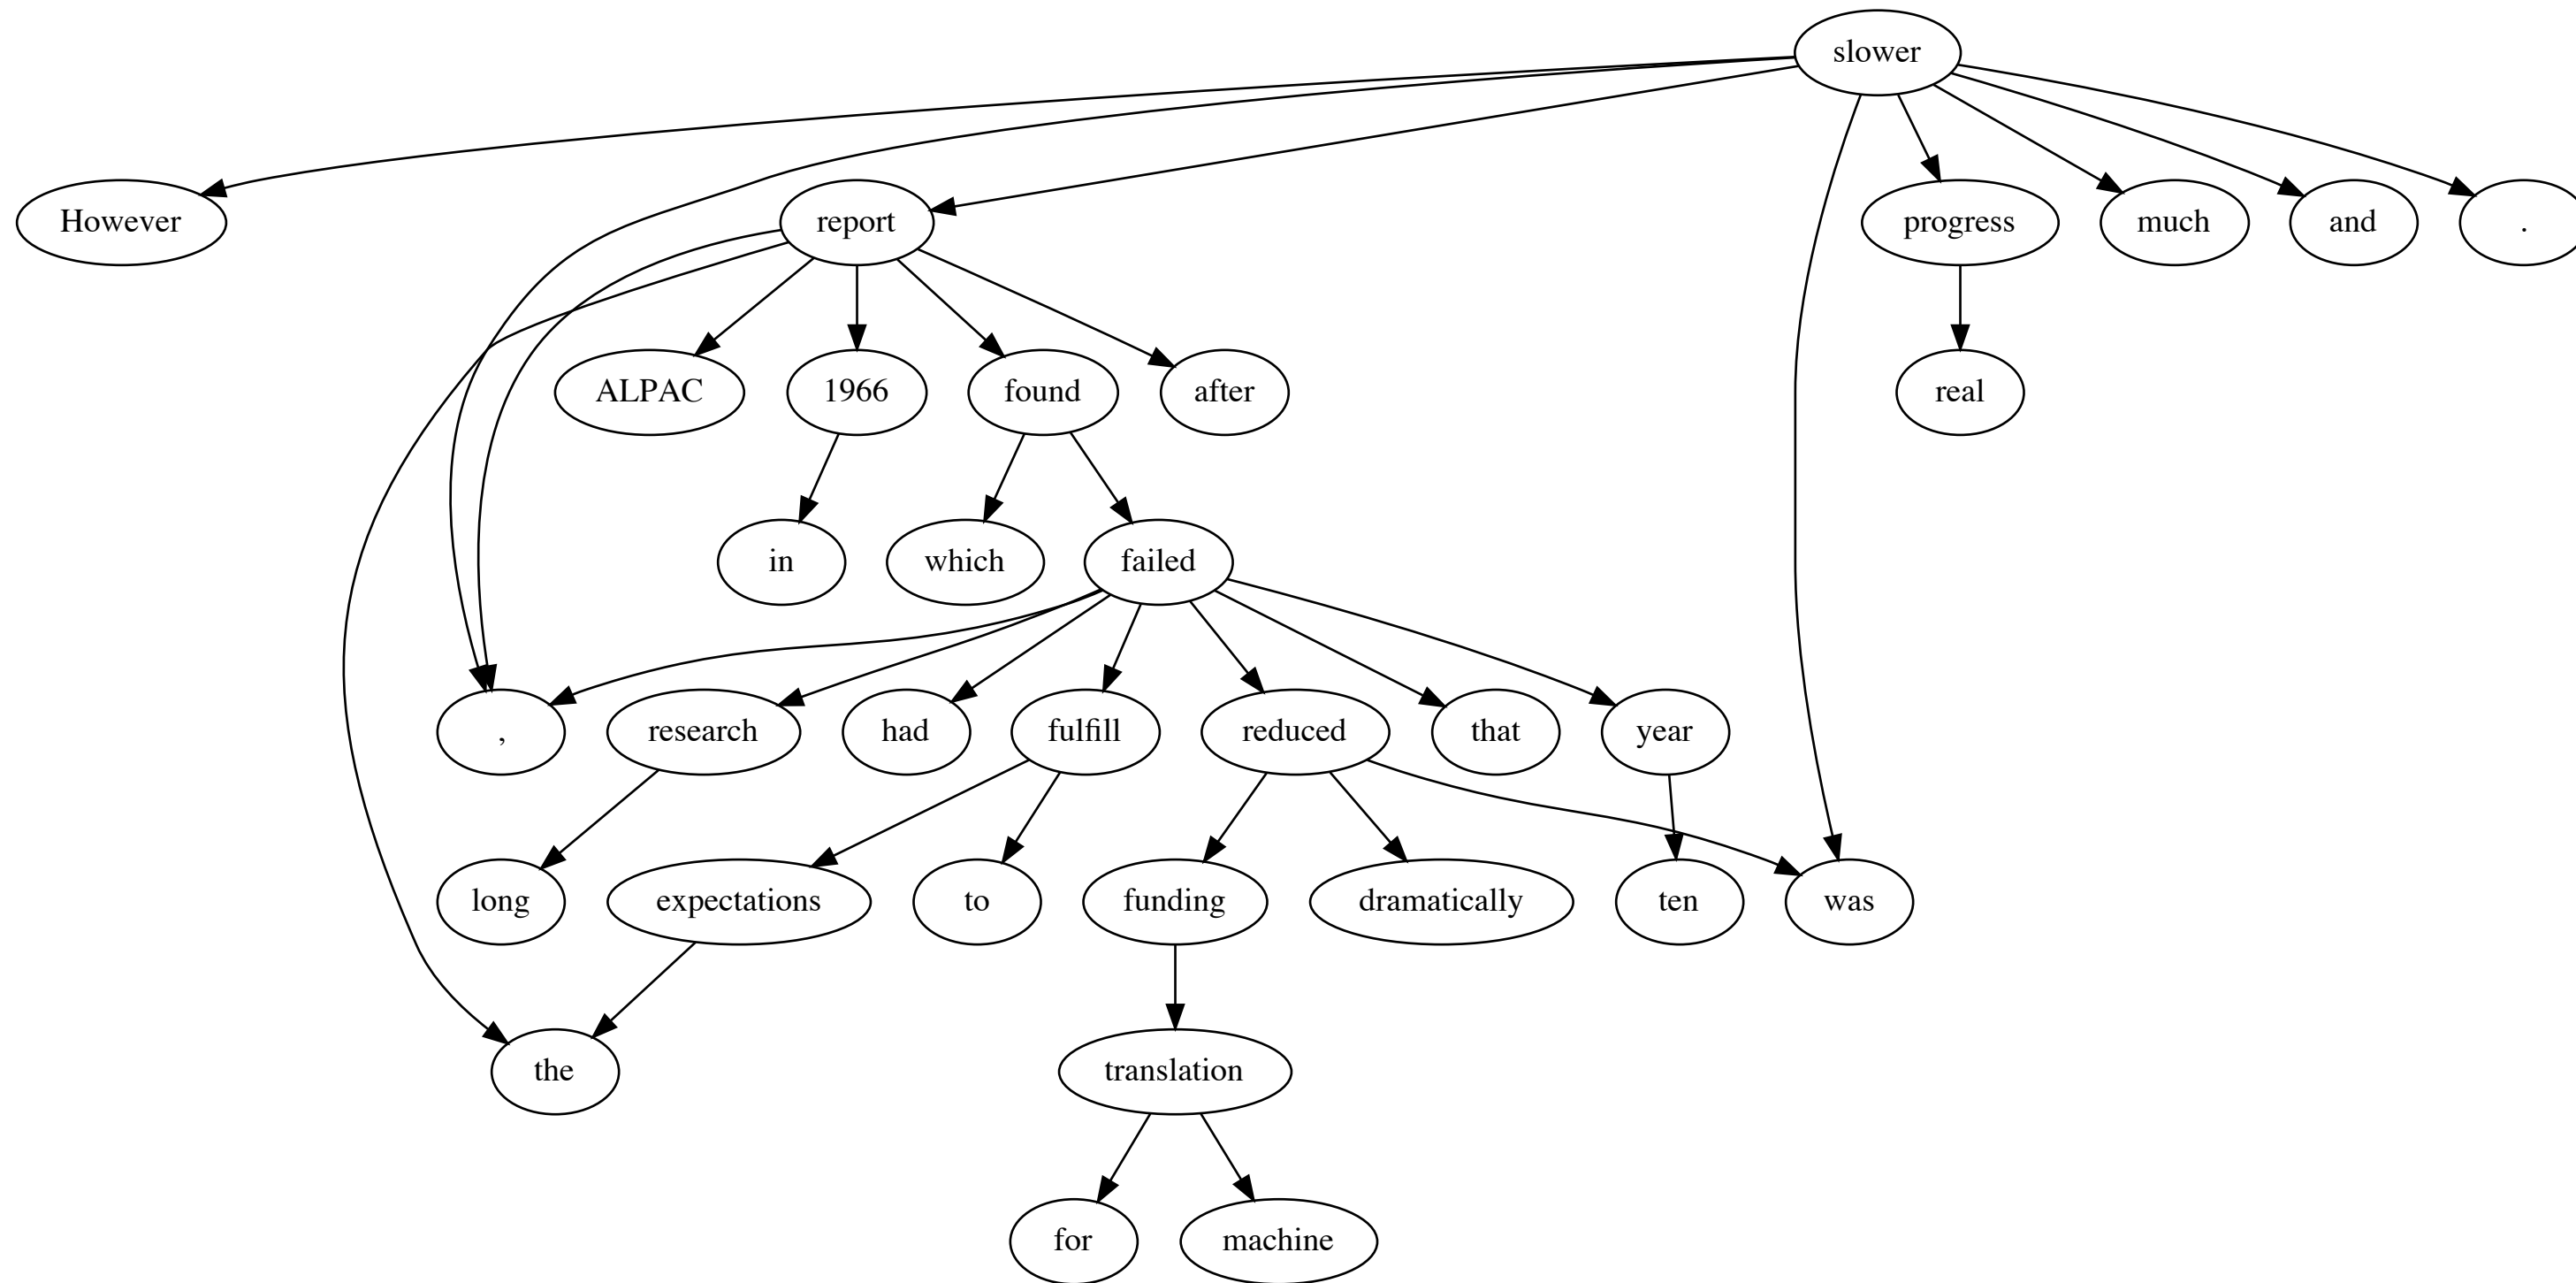 slower
However
report
progress
much
and
.
ALPAC
1966
found
after
real
in
which
failed
,
research
had
fulfill
reduced
that
year
long
expectations
to
funding
dramatically
ten
was
the
translation
for
machine